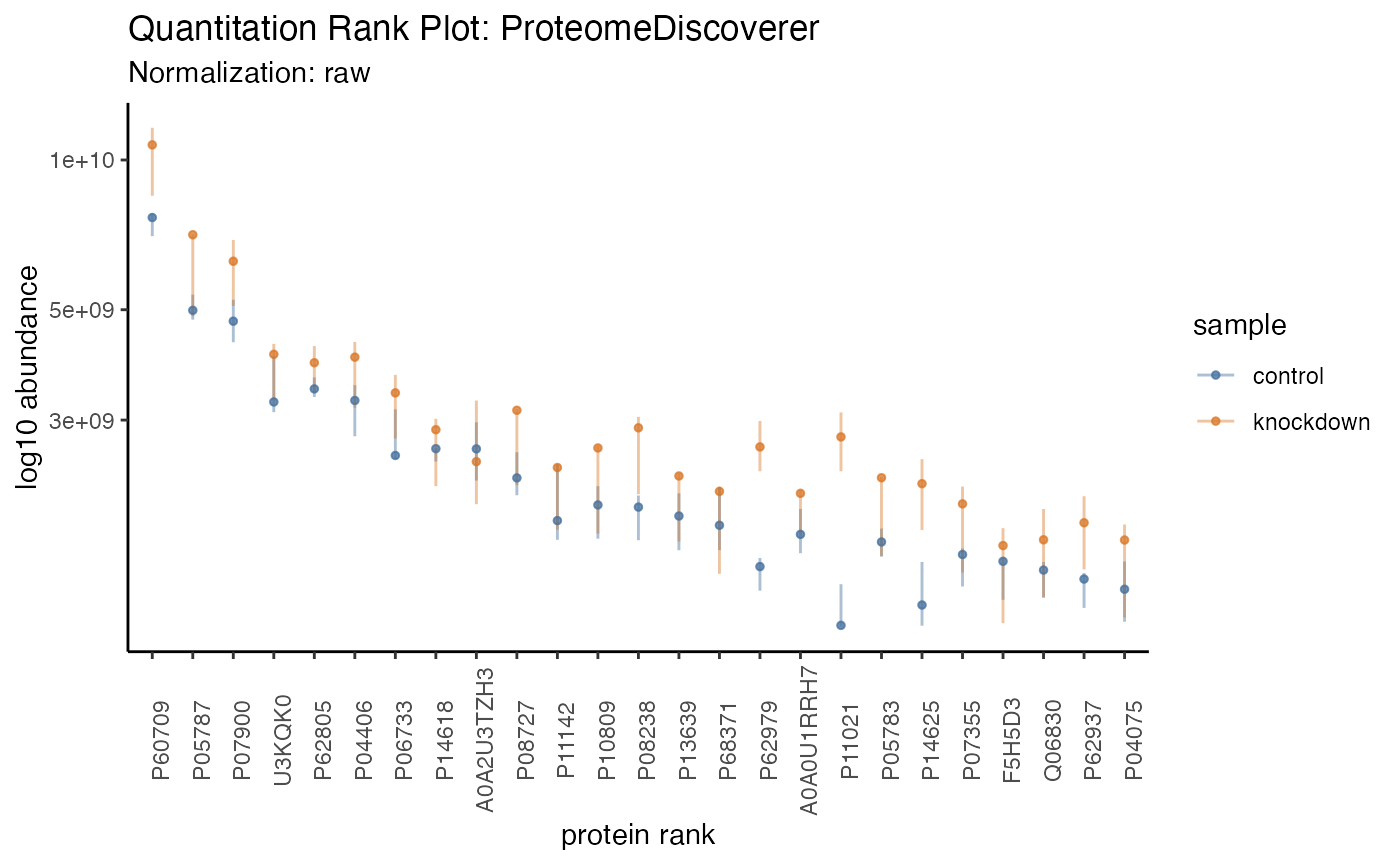 Quantitation Rank Plot: ProteomeDiscoverer
Normalization: raw
1e+10
5e+09
3e+09
log10 abundance
P60709
P05787
P07900
U3KQK0
P62805
P04406
P06733
P14618
A0A2U3TZH3
P08727
P11142
P10809
P08238
P13639
P68371
P62979
A0A0U1RRH7
P11021
P05783
P14625
P07355
F5H5D3
Q06830
P62937
P04075
protein rank
sample
control
knockdown